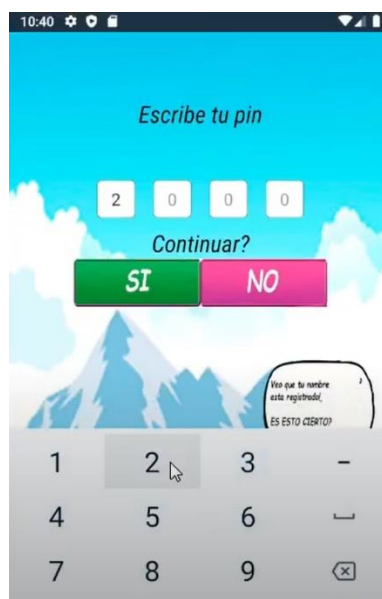 10:40
Escribe tu pin
2 0 0 0
Continuar?
SI NO
Veo que tu nombre
esta registrado!,
ES ESTO CIERTO?
1 2 3 -
4 5 6
7 8 9